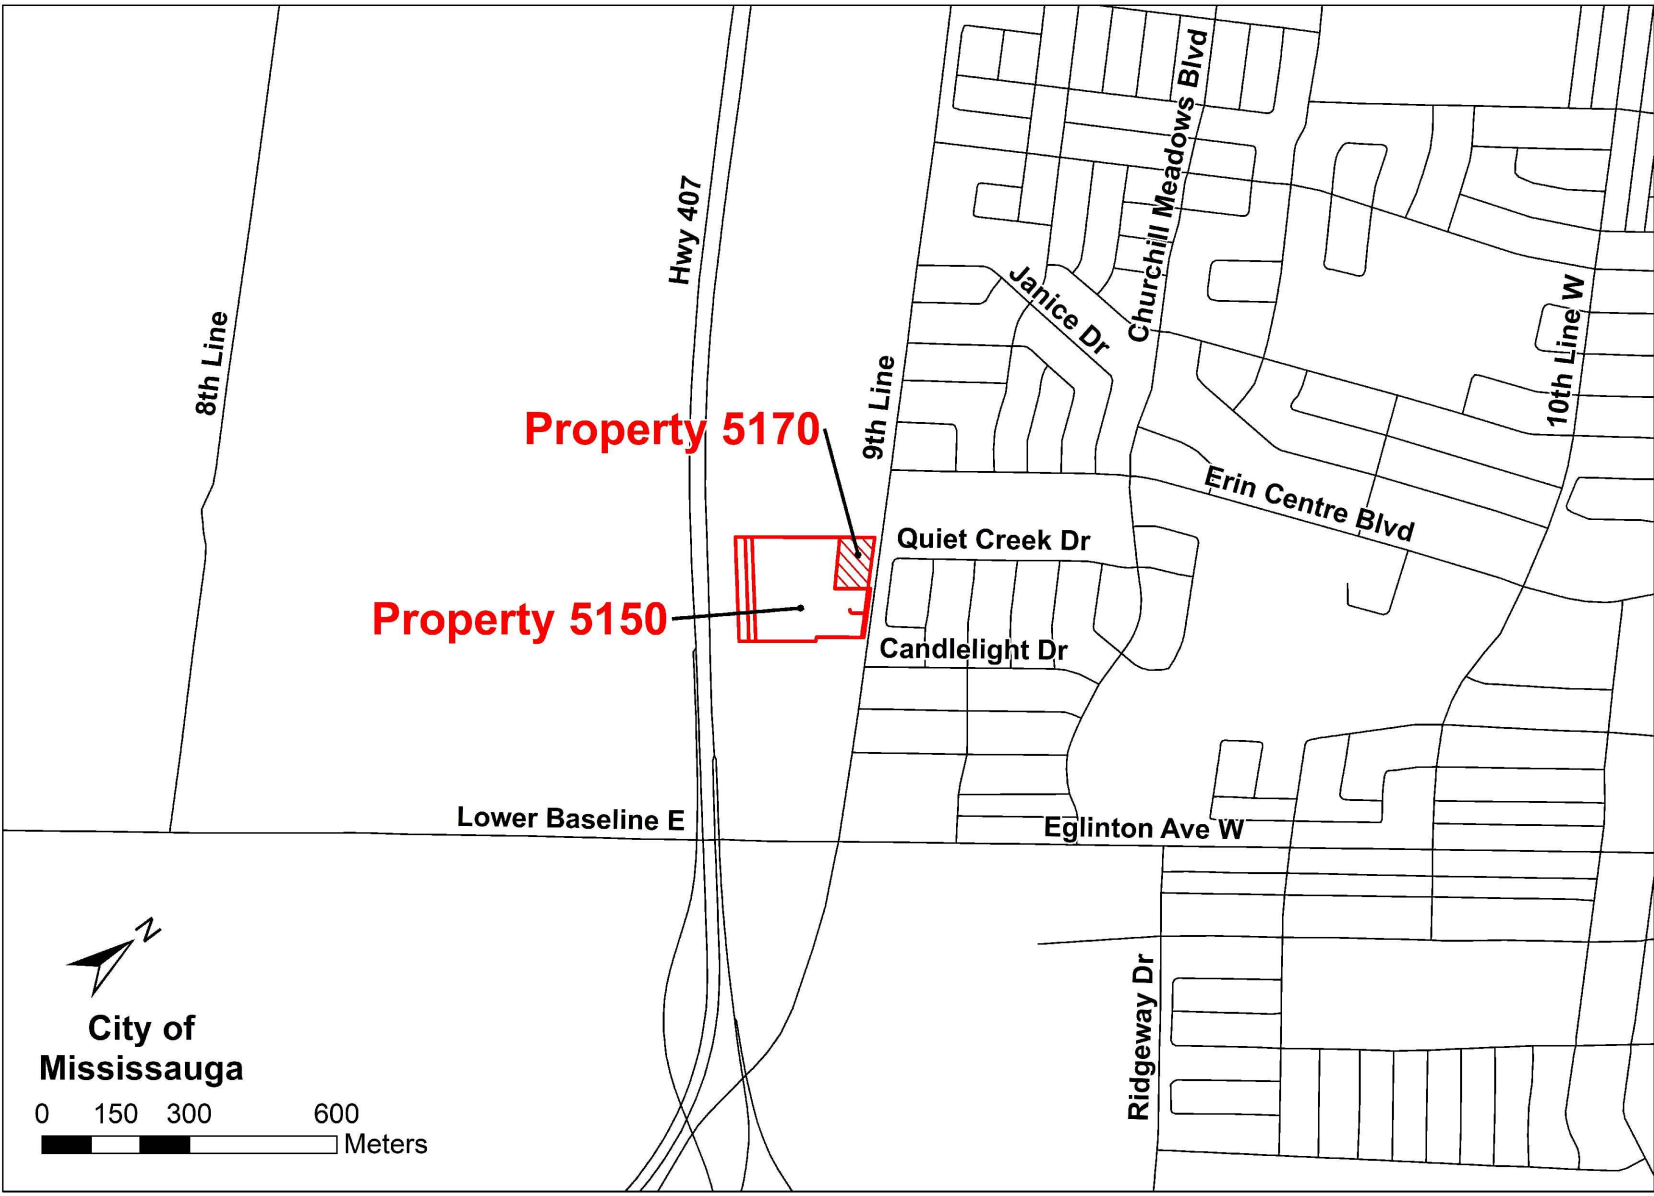 Churchill Meadows Blvd
Hwy 407
Janice Dr
10th Line W
8th Line
9th Line
Property 5170
Erin Centre Blvd
Quiet Creek Dr
Property 5150
Candlelight Dr
Lower Baseline E
Eglinton Ave W
N
Ridgeway Dr
City of
Mississauga
0 150 300 600
Meters